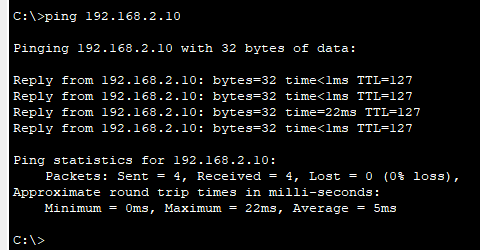 C:\>ping 192.168.2.10
Pinging 192.168.2.10 with 32 bytes of data:
Reply from 192.168.2.10: bytes=32 time<1ms TTL=127
Reply from 192.168.2.10: bytes=32 time<1ms TTL=127
Reply from 192.168.2.10: bytes=32 time=22ms TTL=127
Reply from 192.168.2.10: bytes=32 time<1ms TTL=127
Ping statistics for 192.168.2.10:
Packets: Sent = 4, Received = 4, Lost = 0 (0% loss),
Approximate round trip times in milli-seconds:
Minimum = 0ms, Maximum = 22ms, Average = 5ms
C:\>